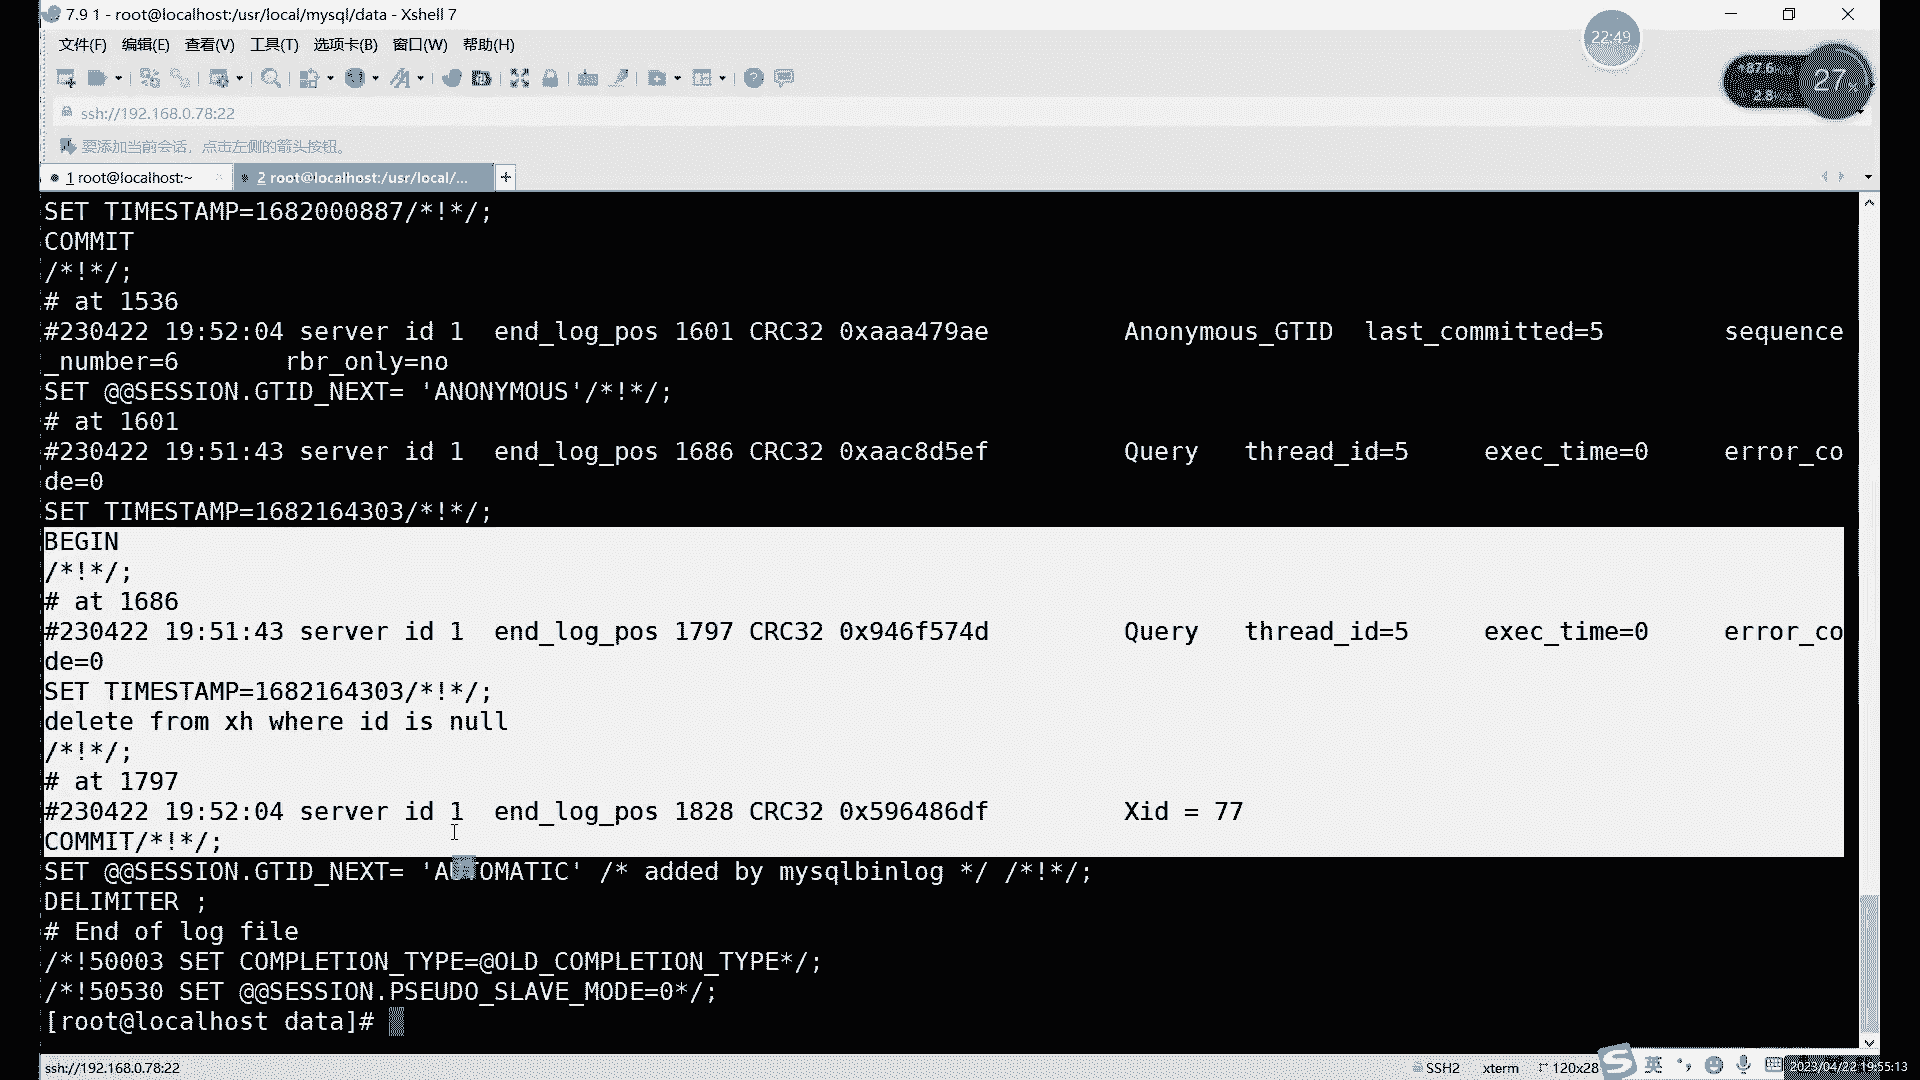 7.9 1 - root@localhost:/usr/local/mysql/data - Xshell 7
文件(F) 编辑(E) 查看(V) 工具(T) 选项卡(B) 窗口(W) 帮助(H)
22:49
27%
ssh://192.168.0.78:22
要添加当前会话，点击左侧的箭头按钮。
1 root@localhost:~ 2 root@localhost:/usr/local/... +
SET TIMESTAMP=1682000887/*!*/;
COMMIT
/*!*/;
# at 1536
#230422 19:52:04 server id 1  end_log_pos 1601 CRC32 0xaaa479ae         Anonymous_GTID  last_committed=5        sequence
_number=6       rbr_only=no
SET @@SESSION.GTID_NEXT= 'ANONYMOUS'/*!*/;
# at 1601
#230422 19:51:43 server id 1  end_log_pos 1686 CRC32 0xaac8d5ef         Query   thread_id=5     exec_time=0     error_co
de=0
SET TIMESTAMP=1682164303/*!*/;
BEGIN
/*!*/;
# at 1686
#230422 19:51:43 server id 1  end_log_pos 1797 CRC32 0x946f574d         Query   thread_id=5     exec_time=0     error_co
de=0
SET TIMESTAMP=1682164303/*!*/;
delete from xh where id is null
/*!*/;
# at 1797
#230422 19:52:04 server id 1  end_log_pos 1828 CRC32 0x596486df         Xid = 77
COMMIT/*!*/;
SET @@SESSION.GTID_NEXT= 'AUTOMATIC' /* added by mysqlbinlog */ /*!*/;
DELIMITER ;
# End of log file
/*!50003 SET COMPLETION_TYPE=@OLD_COMPLETION_TYPE*/;
/*!50530 SET @@SESSION.PSEUDO_SLAVE_MODE=0*/;
[root@localhost data]#
ssh://192.168.0.78:22 SSH2 xterm 120x28 英 2023/04/22 19:55:13